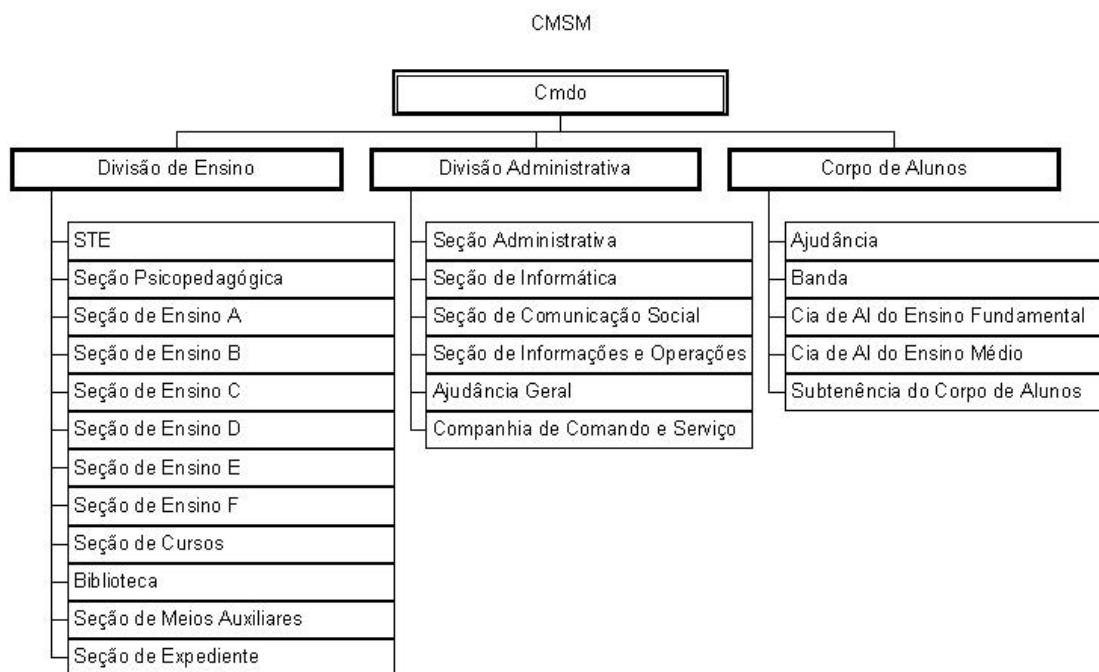 CMSM
Cmdo
Divisão de Ensino
Divisão Administrativa
Corpo de Alunos
STE
Seção Psicopedagógica
Seção de Ensino A
Seção de Ensino B
Seção de Ensino C
Seção de Ensino D
Seção de Ensino E
Seção de Ensino F
Seção de Cursos
Biblioteca
Seção de Meios Auxiliares
Seção de Expediente
Seção Administrativa
Seção de Informática
Seção de Comunicação Social
Seção de Informações e Operações
Ajudância Geral
Companhia de Comando e Serviço
Ajudância
Banda
Cia de Al do Ensino Fundamental
Cia de Al do Ensino Médio
Subtenência do Corpo de Alunos